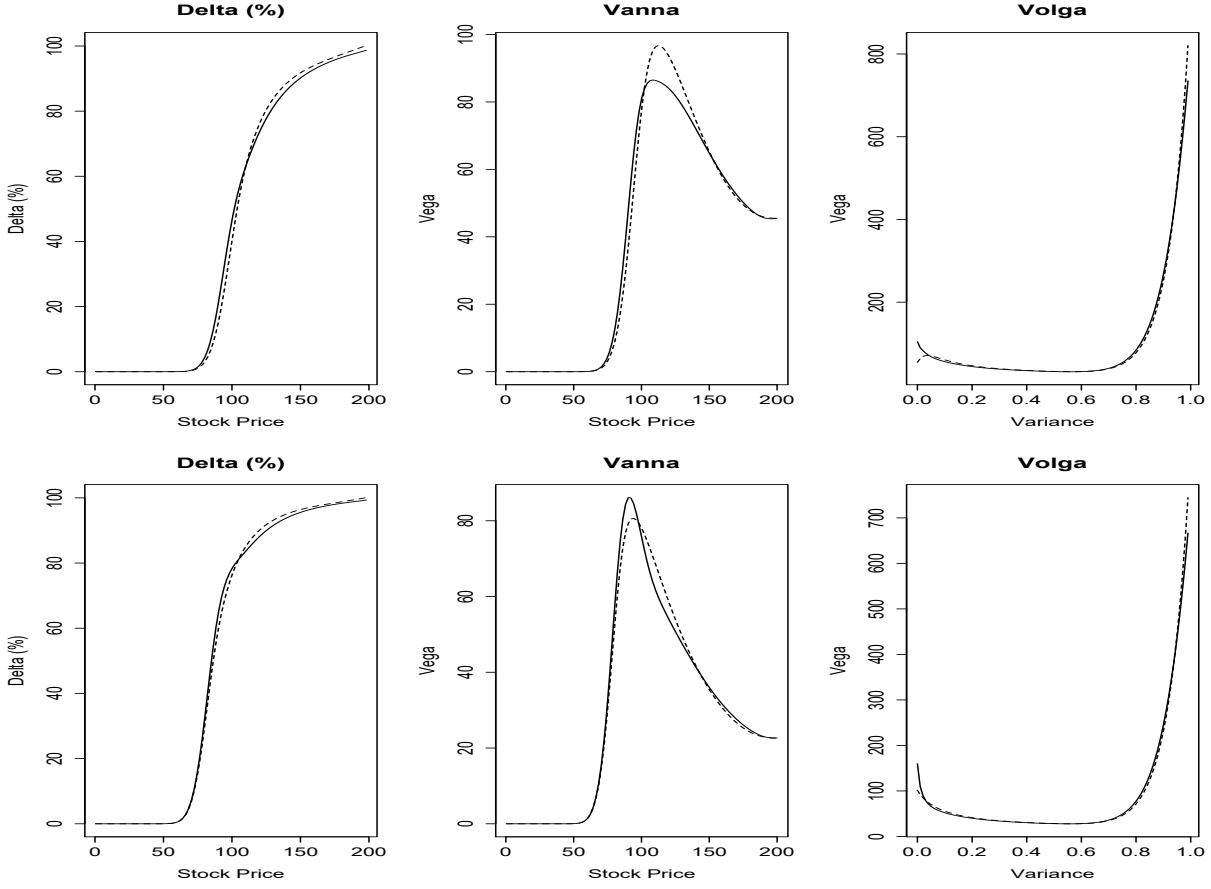 Delta (%)
Delta (%)
0 20 40 60 80 100
0 50 100 150 200
Stock Price
Vanna
Vega
0 20 40 60 80 100
0 50 100 150 200
Stock Price
Volga
Vega
200 400 600 800
0.0 0.2 0.4 0.6 0.8 1.0
Variance
Delta (%)
Delta (%)
0 20 40 60 80 100
0 50 100 150 200
Stock Price
Vanna
Vega
0 20 40 60 80
0 50 100 150 200
Stock Price
Volga
Vega
0 100 200 300 400 500 600 700
0.0 0.2 0.4 0.6 0.8 1.0
Variance